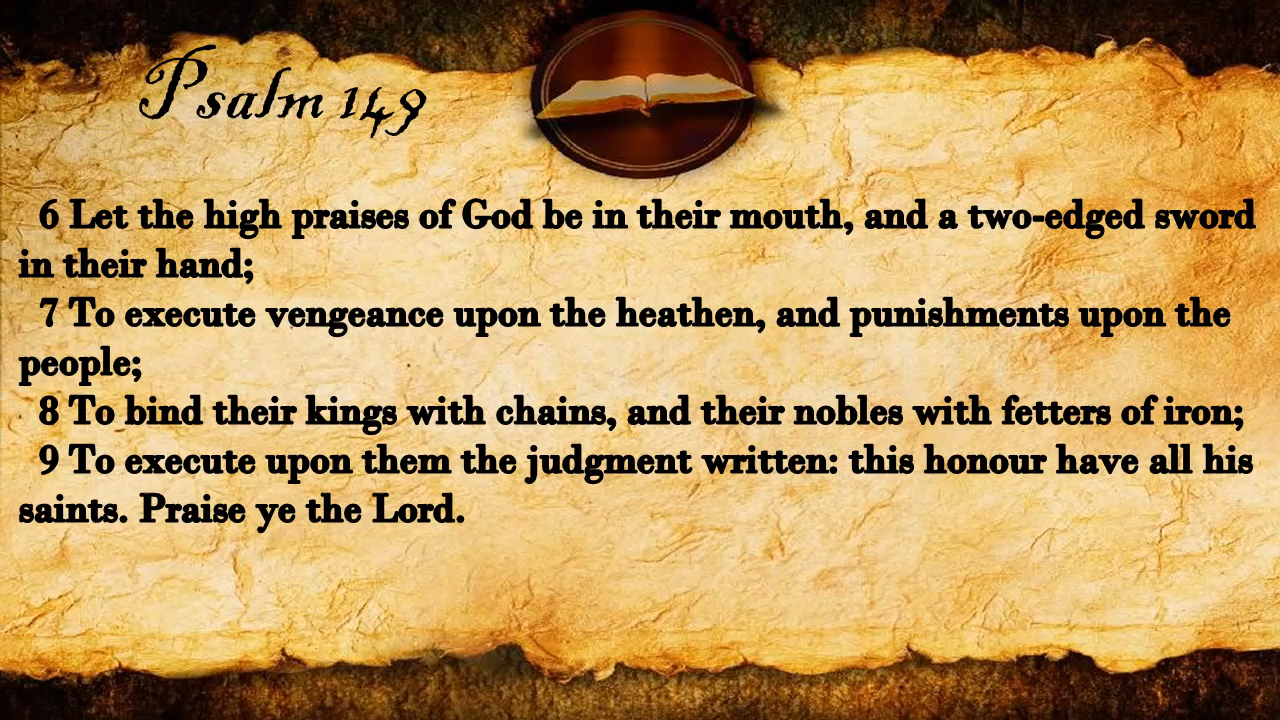 Psalm 149
6 Let the high praises of God be in their mouth, and a two-edged sword
in their hand;
7 To execute vengeance upon the heathen, and punishments upon the
people;
8 To bind their kings with chains, and their nobles with fetters of iron;
9 To execute upon them the judgment written: this honour have all his
saints. Praise ye the Lord.